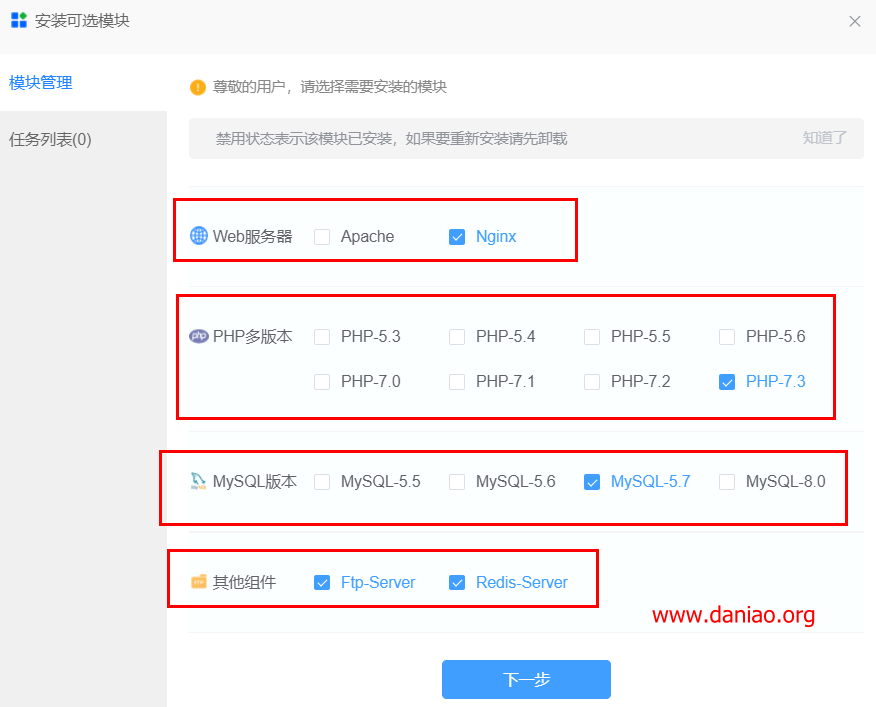 安装可选模块
模块管理
任务列表(0)
尊敬的用户，请选择需要安装的模块
禁用状态表示该模块已安装，如果要重新安装请先卸载 知道了
Web服务器 Apache Nginx
PHP多版本 PHP-5.3 PHP-5.4 PHP-5.5 PHP-5.6
PHP-7.0 PHP-7.1 PHP-7.2 PHP-7.3
MySQL版本 MySQL-5.5 MySQL-5.6 MySQL-5.7 MySQL-8.0
其他组件 Ftp-Server Redis-Server
www.daniao.org
下一步